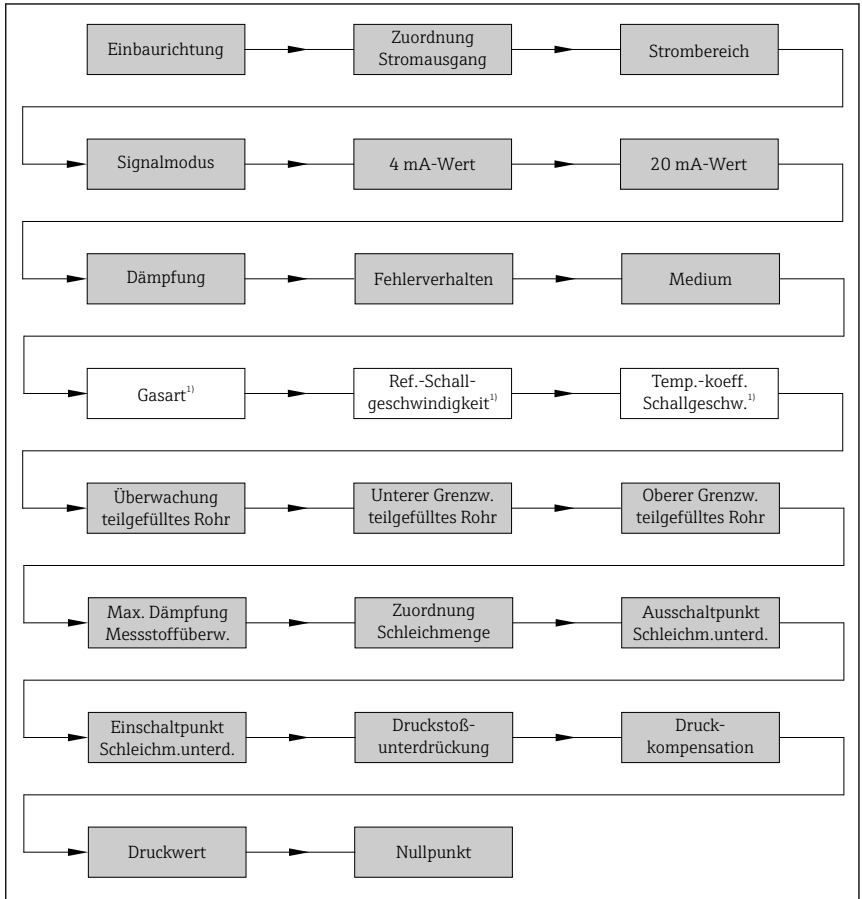 Einbaurichtung
Zuordnung
Stromausgang
Strombereich
Signalmodus
4 mA-Wert
20 mA-Wert
Dämpfung
Fehlerverhalten
Medium
Gasart¹⁾
Ref.-Schall-
geschwindigkeit¹⁾
Temp.-koeff.
Schallgeschw.¹⁾
Überwachung
teilgefülltes Rohr
Unterer Grenzw.
teilgefülltes Rohr
Oberer Grenzw.
teilgefülltes Rohr
Max. Dämpfung
Messstoffüberw.
Zuordnung
Schleichmenge
Ausschaltpunkt
Schleichm.unterd.
Einschaltpunkt
Schleichm.unterd.
Druckstoß-
unterdrückung
Druck-
kompensation
Druckwert
Nullpunkt